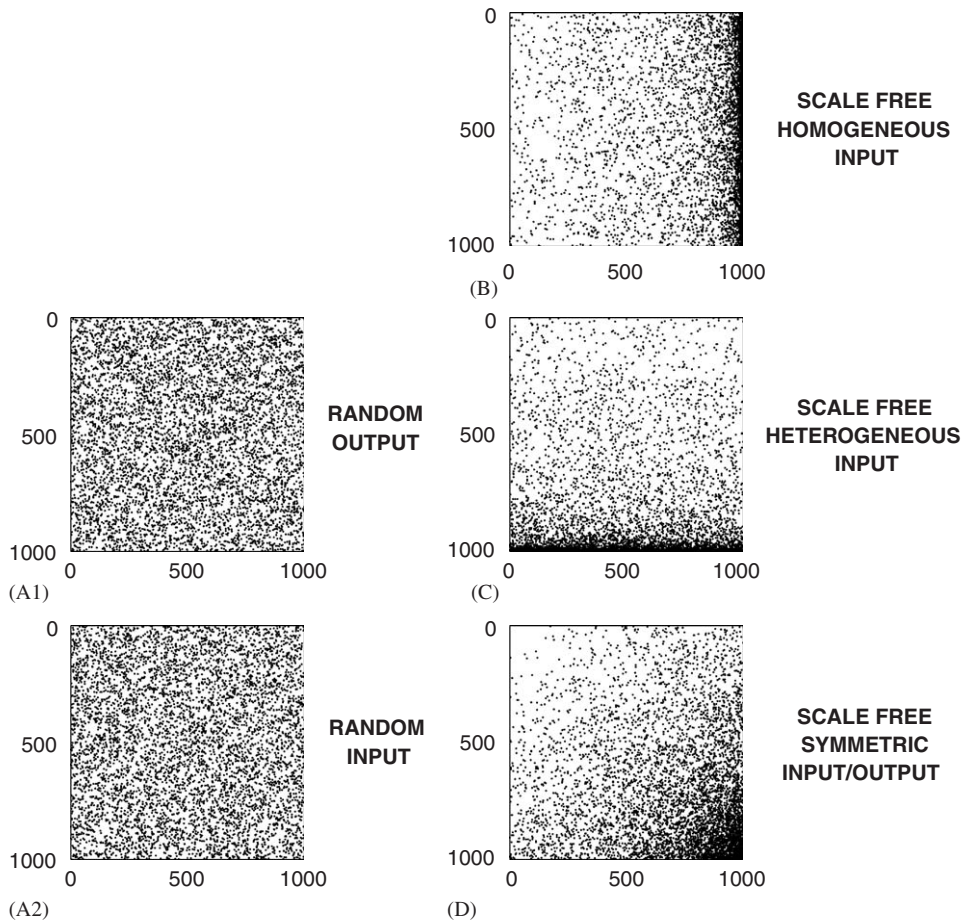 0
500
1000
0
500
1000
(B)
SCALE FREE
HOMOGENEOUS
INPUT
0
500
1000
0
500
1000
(A1)
RANDOM
OUTPUT
0
500
1000
0
500
1000
(C)
SCALE FREE
HETEROGENEOUS
INPUT
0
500
1000
0
500
1000
(A2)
RANDOM
INPUT
0
500
1000
0
500
1000
(D)
SCALE FREE
SYMMETRIC
INPUT/OUTPUT